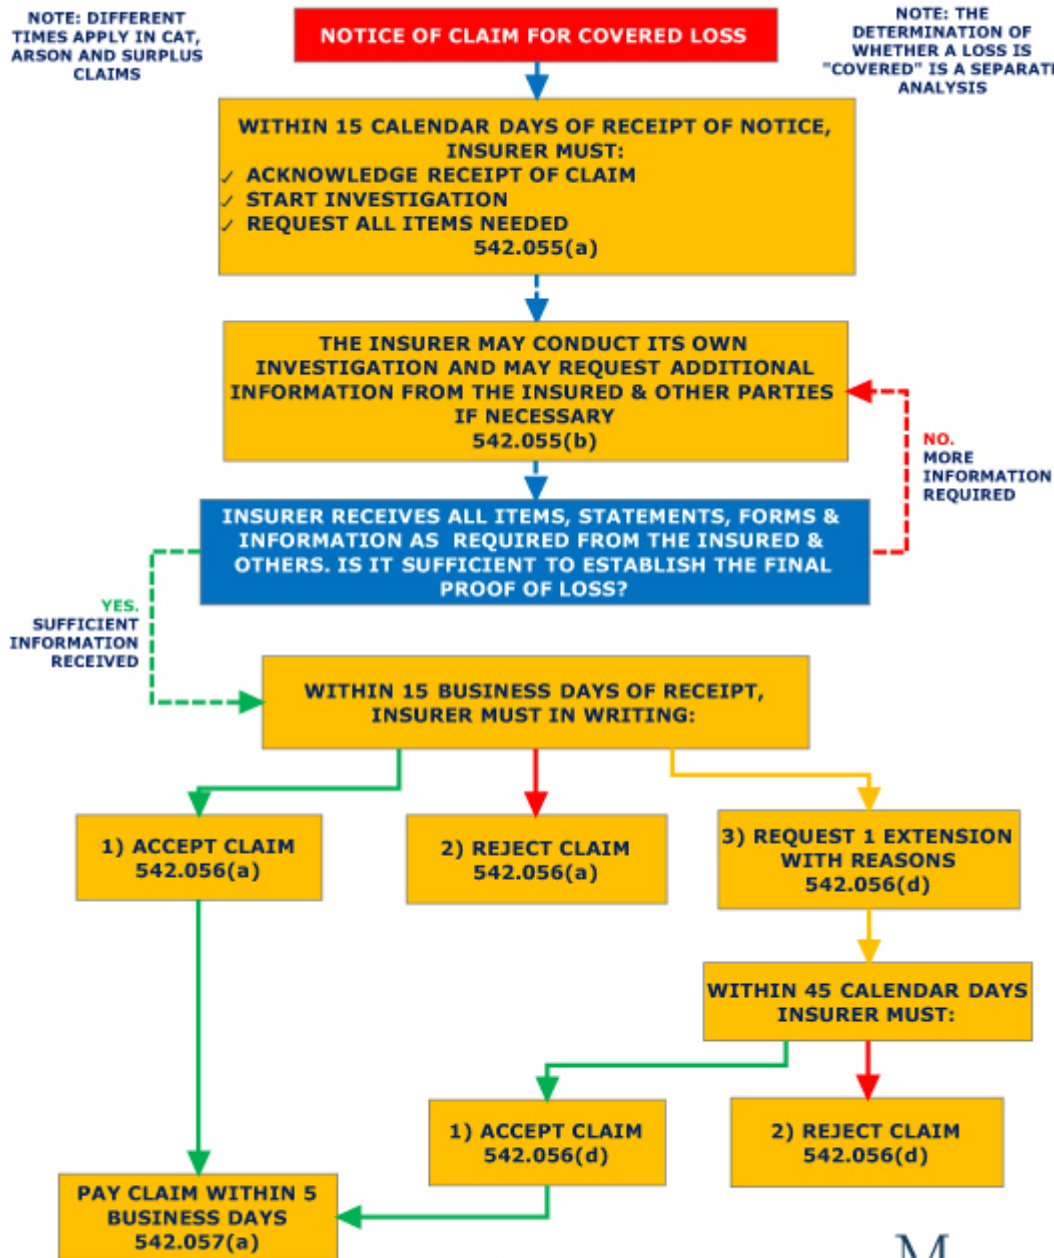 NOTE: DIFFERENT
TIMES APPLY IN CAT,
ARSON AND SURPLUS
CLAIMS
NOTICE OF CLAIM FOR COVERED LOSS
NOTE: THE
DETERMINATION OF
WHETHER A LOSS IS
"COVERED" IS A SEPARATE
ANALYSIS
WITHIN 15 CALENDAR DAYS OF RECEIPT OF NOTICE,
INSURER MUST:
✓ ACKNOWLEDGE RECEIPT OF CLAIM
✓ START INVESTIGATION
✓ REQUEST ALL ITEMS NEEDED
542.055(a)
THE INSURER MAY CONDUCT ITS OWN
INVESTIGATION AND MAY REQUEST ADDITIONAL
INFORMATION FROM THE INSURED & OTHER PARTIES
IF NECESSARY
542.055(b)
NO.
MORE
INFORMATION
REQUIRED
INSURER RECEIVES ALL ITEMS, STATEMENTS, FORMS &
INFORMATION AS REQUIRED FROM THE INSURED &
OTHERS. IS IT SUFFICIENT TO ESTABLISH THE FINAL
PROOF OF LOSS?
YES.
SUFFICIENT
INFORMATION
RECEIVED
WITHIN 15 BUSINESS DAYS OF RECEIPT,
INSURER MUST IN WRITING:
1) ACCEPT CLAIM
542.056(a)
2) REJECT CLAIM
542.056(a)
3) REQUEST 1 EXTENSION
WITH REASONS
542.056(d)
WITHIN 45 CALENDAR DAYS
INSURER MUST:
1) ACCEPT CLAIM
542.056(d)
2) REJECT CLAIM
542.056(d)
PAY CLAIM WITHIN 5
BUSINESS DAYS
542.057(a)
M